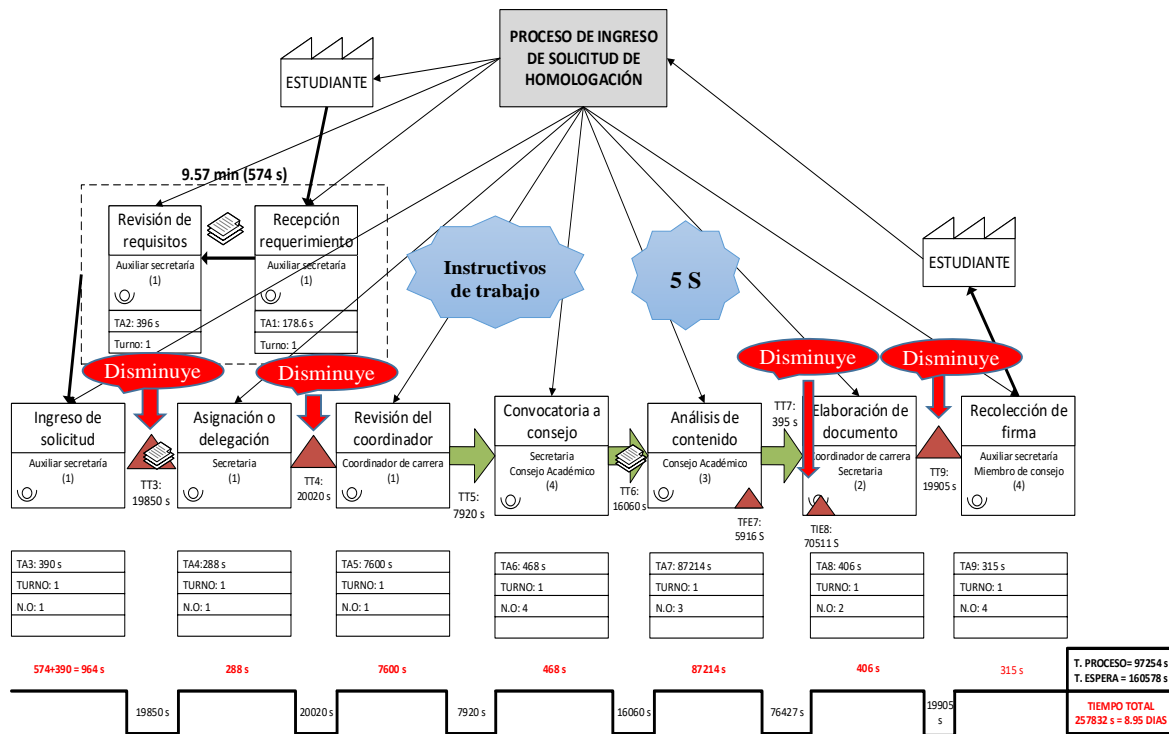 PROCESO DE INGRESO
DE SOLICITUD DE
HOMOLOGACIÓN
ESTUDIANTE
9.57 min (574 s)
Revisión de
requisitos
Auxiliar secretaría
(1)
TA2: 396 s
Turno: 1
Recepción
requerimiento
Auxiliar secretaría
(1)
TA1: 178.6 s
Turno: 1
Instructivos
de trabajo
5 S
ESTUDIANTE
Disminuye
Disminuye
Disminuye
Disminuye
Ingreso de
solicitud
Auxiliar secretaría
(1)
TT3:
19850 s
Asignación o
delegación
Secretaria
(1)
TT4:
20020 s
Revisión del
coordinador
Coordinador de carrera
(1)
TT5:
7920 s
Convocatoria a
consejo
Secretaria
Consejo Académico
(4)
TT6:
16060 s
Análisis de
contenido
Consejo Académico
(3)
TFE7:
5916 S
TT7:
395 s
Elaboración de
documento
Coordinador de carrera
Secretaria
(2)
TIE8:
70511 s
TT9:
19905 s
Recolección de
firma
Auxiliar secretaría
Miembro de consejo
(4)
TA3: 390 s
TURNO: 1
N.O: 1
TA4:288 s
TURNO: 1
N.O: 1
TA5: 7600 s
TURNO: 1
N.O: 1
TA6: 468 s
TURNO: 1
N.O: 4
TA7: 87214 s
TURNO: 1
N.O: 3
TA8: 406 s
TURNO: 1
N.O: 2
TA9: 315 s
TURNO: 1
N.O: 4
574+390 = 964 s
288 s
7600 s
468 s
87214 s
406 s
315 s
T. PROCESO= 97254 s
T. ESPERA = 160578 s
19850 s
20020 s
7920 s
16060 s
76427 s
19905
s
TIEMPO TOTAL
257832 s = 8.95 DIAS